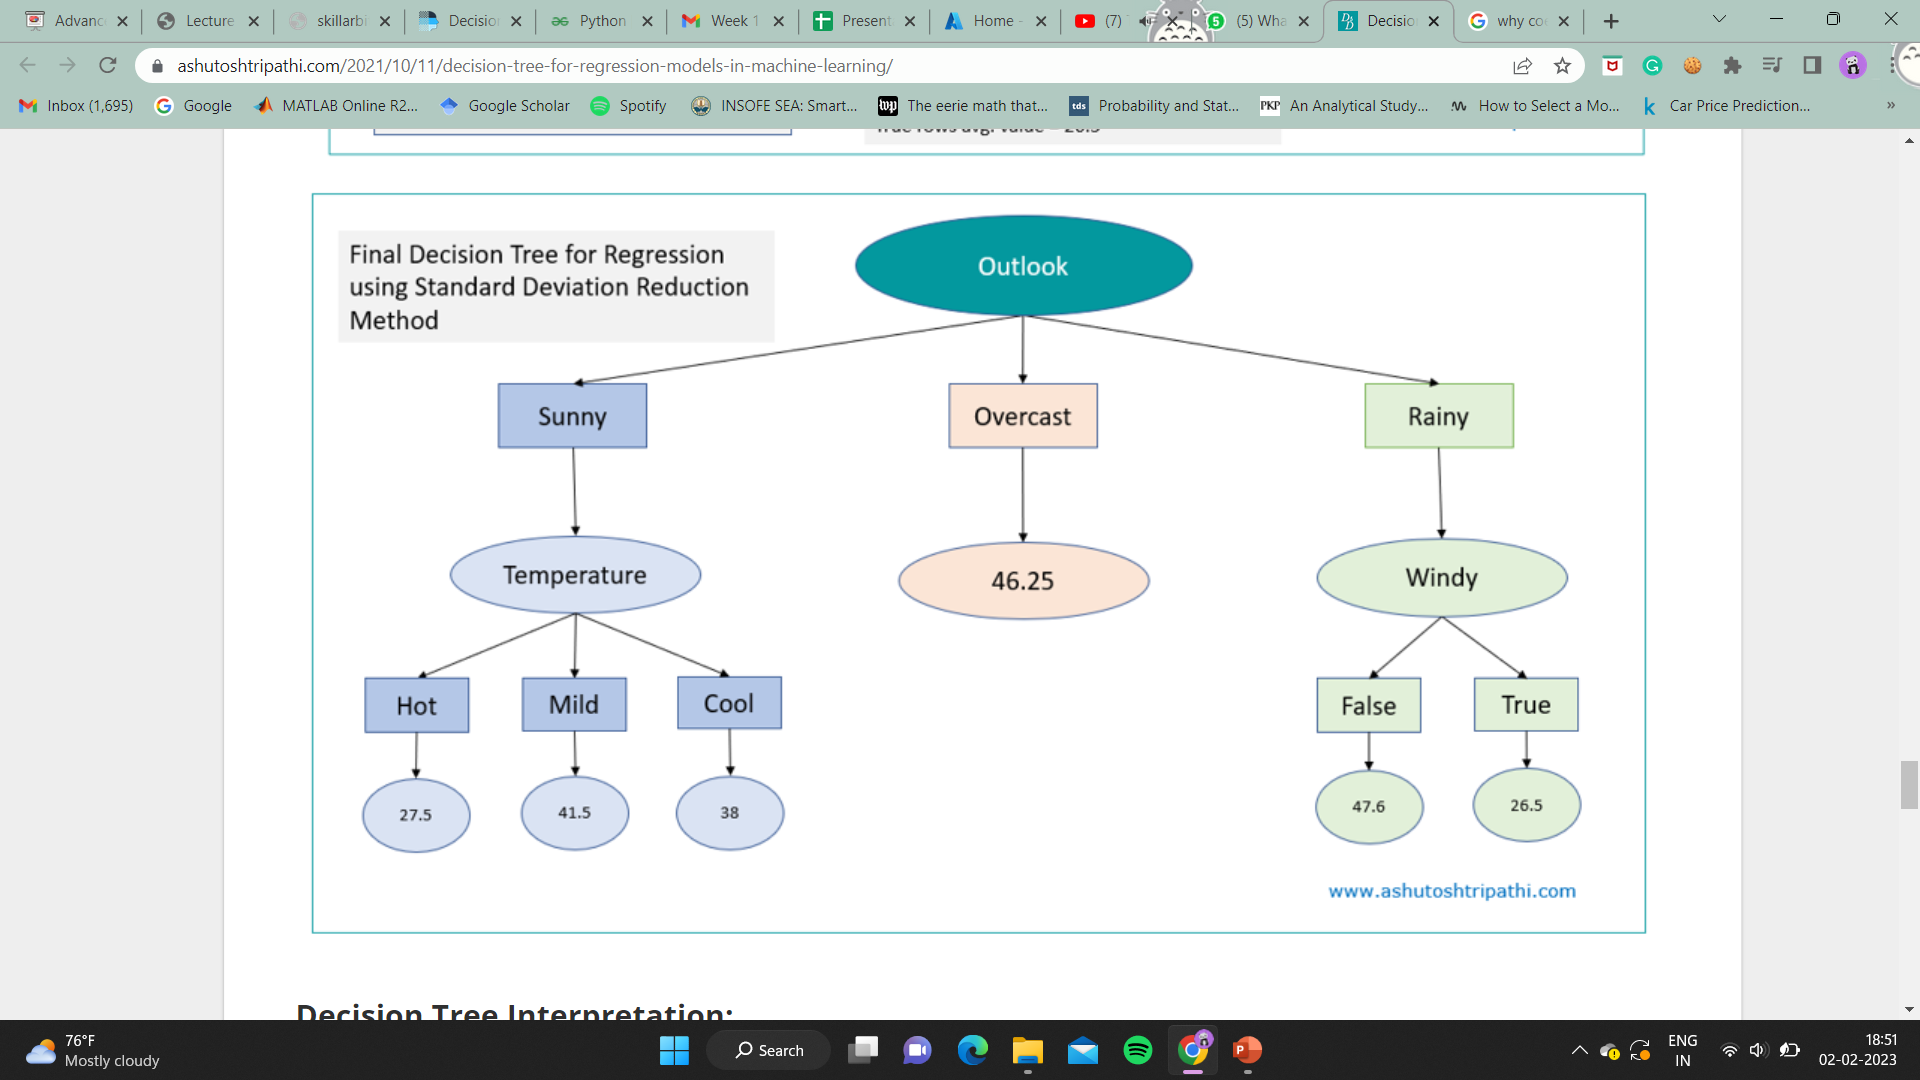 Advanc
Lecture
skillarbi
Decision
Python
Week 1
Present
Home -
(7)
(5) Wha
Decisio
why co
ashutoshtripathi.com/2021/10/11/decision-tree-for-regression-models-in-machine-learning/
Inbox (1,695)
Google
MATLAB Online R2...
Google Scholar
Spotify
INSOFE SEA: Smart...
The eerie math that...
Probability and Stat...
An Analytical Study...
How to Select a Mo...
Car Price Prediction...
»
Final Decision Tree for Regression
using Standard Deviation Reduction
Method
Outlook
Sunny
Overcast
Rainy
Temperature
46.25
Windy
Hot
Mild
Cool
False
True
27.5
41.5
38
47.6
26.5
www.ashutoshtripathi.com
Decision Tree Interpretation:
76°F
Mostly cloudy
Search
ENG
IN
18:51
02-02-2023